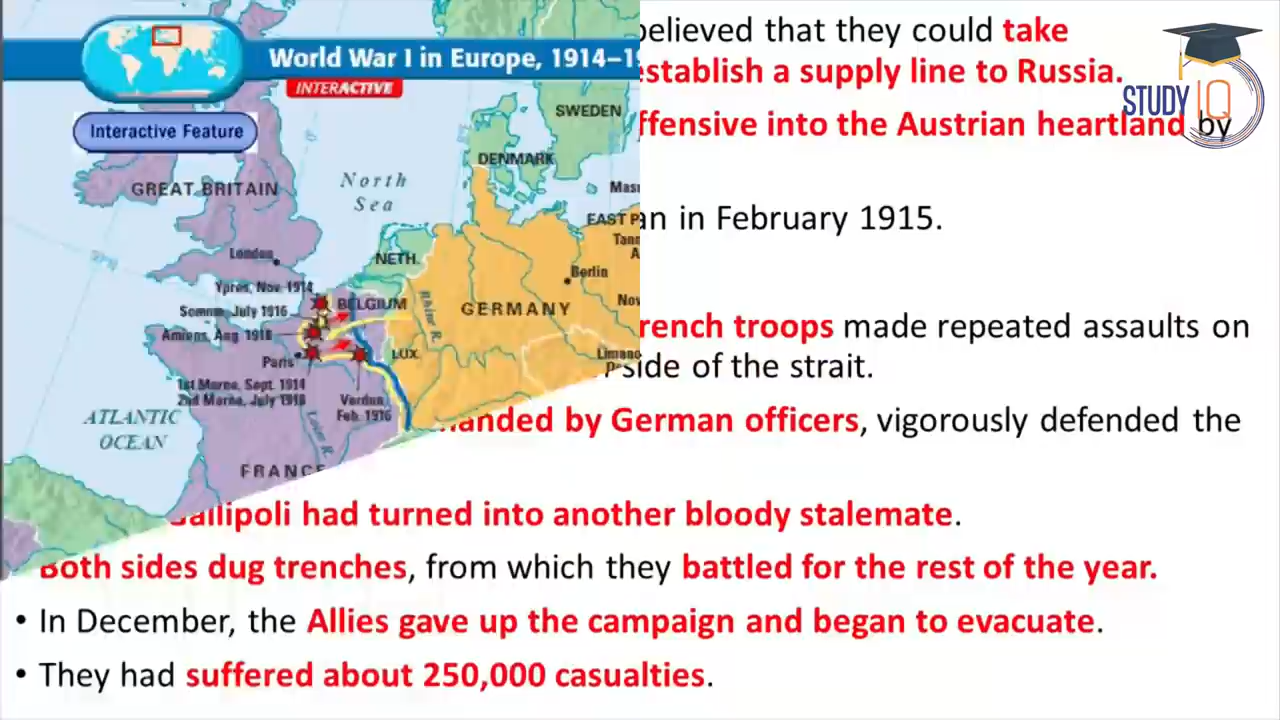 World War I in Europe, 1914–19
INTERACTIVE
Interactive Feature
SWEDEN
DENMARK
GREAT BRITAIN
North
Sea
EAST P
London
NETH.
Berlin
Ypres, Nov. 1914
BELGIUM
Rhine R.
GERMANY
Somme, July 1916
Amiens, Aug 1918
Paris
LUX.
1st Marne, Sept. 1914
2nd Marne, July 1918
Verdun
Feb. 1916
ATLANTIC
OCEAN
Loire R.
FRANCE
believed that they could take
establish a supply line to Russia.
ffensive into the Austrian heartland by
an in February 1915.
rench troops made repeated assaults on
side of the strait.
manded by German officers, vigorously defended the
Gallipoli had turned into another bloody stalemate.
Both sides dug trenches, from which they battled for the rest of the year.
• In December, the Allies gave up the campaign and began to evacuate.
• They had suffered about 250,000 casualties.
STUDY IQ